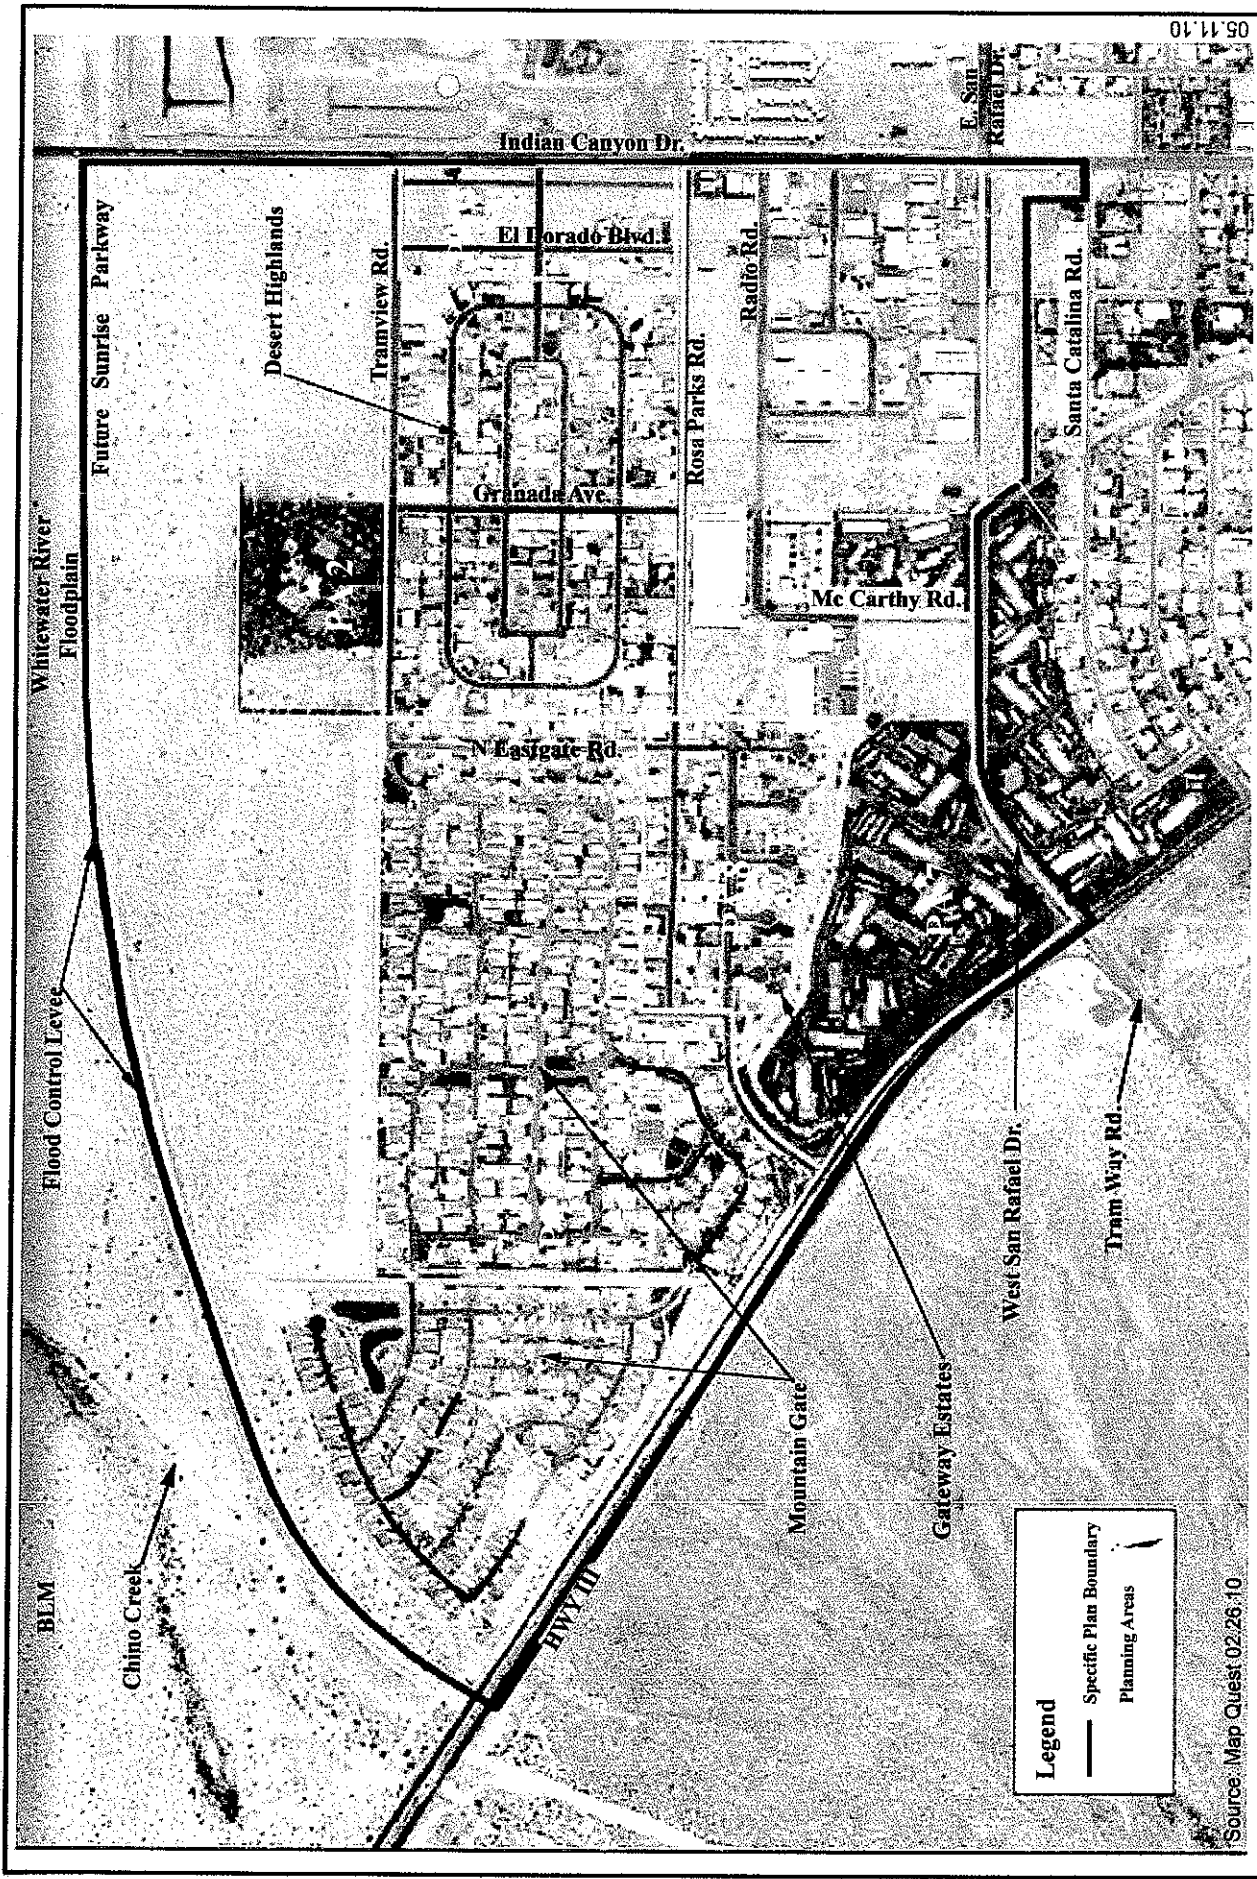 05.11.10
Indian Canyon Dr.
E. San
Rafael Dr.
Future Sunrise Parkway
Desert Highlands
Tramview Rd.
El Dorado Blvd.
Rosa Parks Rd.
Radio Rd.
Santa Catalina Rd.
Whitewater River
Floodplain
PA 2
Granada Ave.
Mc Carthy Rd.
N Eastgate Rd.
Flood Control Levee
West San Rafael Dr.
Tram Way Rd.
BLM
Chino Creek
HWY 111
Mountain Gate
Gateway Estates
Legend
Specific Plan Boundary
Planning Areas
Source: Map Quest 02.26.10